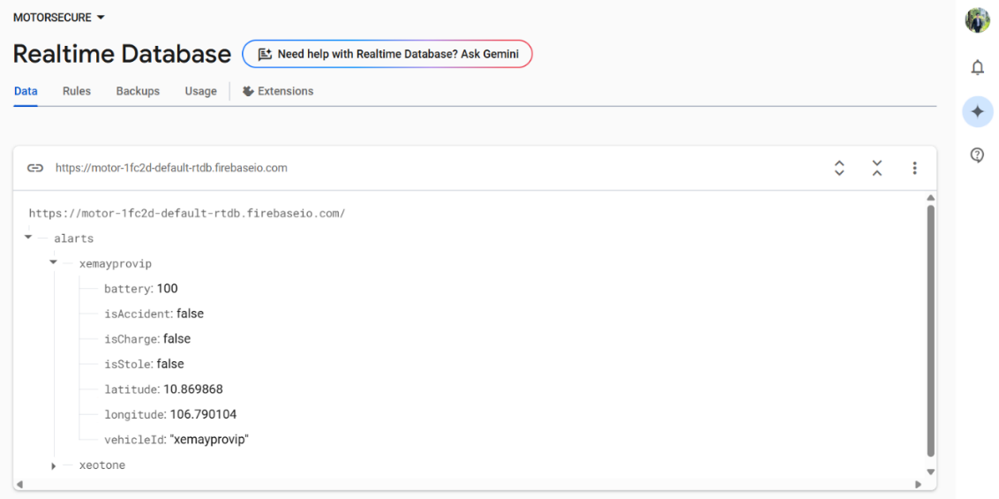 MOTORSECURE
Realtime Database
Need help with Realtime Database? Ask Gemini
Data Rules Backups Usage Extensions
https://motor-1fc2d-default-rtdb.firebaseio.com
https://motor-1fc2d-default-rtdb.firebaseio.com/
alarts
xemayprovip
battery: 100
isAccident: false
isCharge: false
isStole: false
latitude: 10.869868
longitude: 106.790104
vehicleId: "xemayprovip"
xeotone